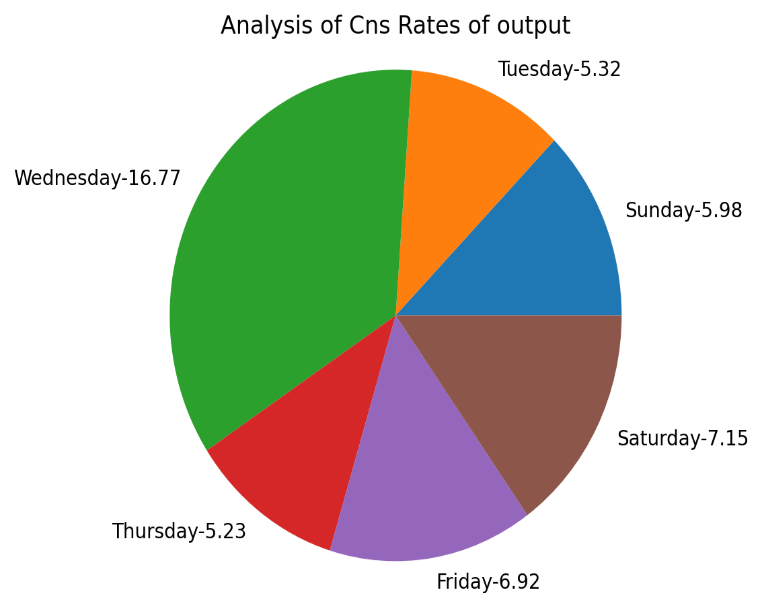 Analysis of Cns Rates of output
Tuesday-5.32
Wednesday-16.77
Sunday-5.98
Saturday-7.15
Thursday-5.23
Friday-6.92